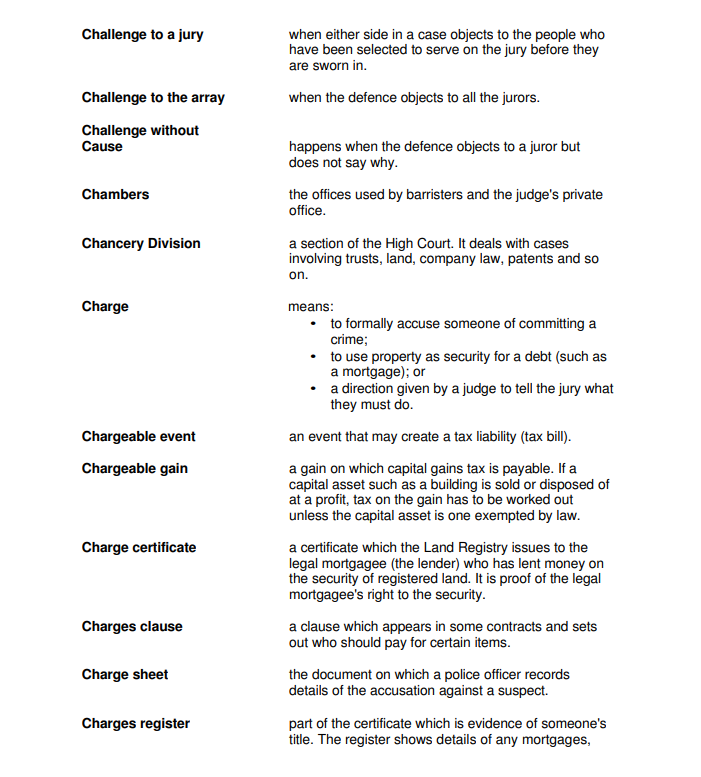 Challenge to a jury when either side in a case objects to the people who
have been selected to serve on the jury before they
are sworn in.
Challenge to the array when the defence objects to all the jurors.
Challenge without
Cause happens when the defence objects to a juror but
does not say why.
Chambers the offices used by barristers and the judge's private
office.
Chancery Division a section of the High Court. It deals with cases
involving trusts, land, company law, patents and so
on.
Charge means:
• to formally accuse someone of committing a
crime;
• to use property as security for a debt (such as
a mortgage); or
• a direction given by a judge to tell the jury what
they must do.
Chargeable event an event that may create a tax liability (tax bill).
Chargeable gain a gain on which capital gains tax is payable. If a
capital asset such as a building is sold or disposed of
at a profit, tax on the gain has to be worked out
unless the capital asset is one exempted by law.
Charge certificate a certificate which the Land Registry issues to the
legal mortgagee (the lender) who has lent money on
the security of registered land. It is proof of the legal
mortgagee's right to the security.
Charges clause a clause which appears in some contracts and sets
out who should pay for certain items.
Charge sheet the document on which a police officer records
details of the accusation against a suspect.
Charges register part of the certificate which is evidence of someone's
title. The register shows details of any mortgages,